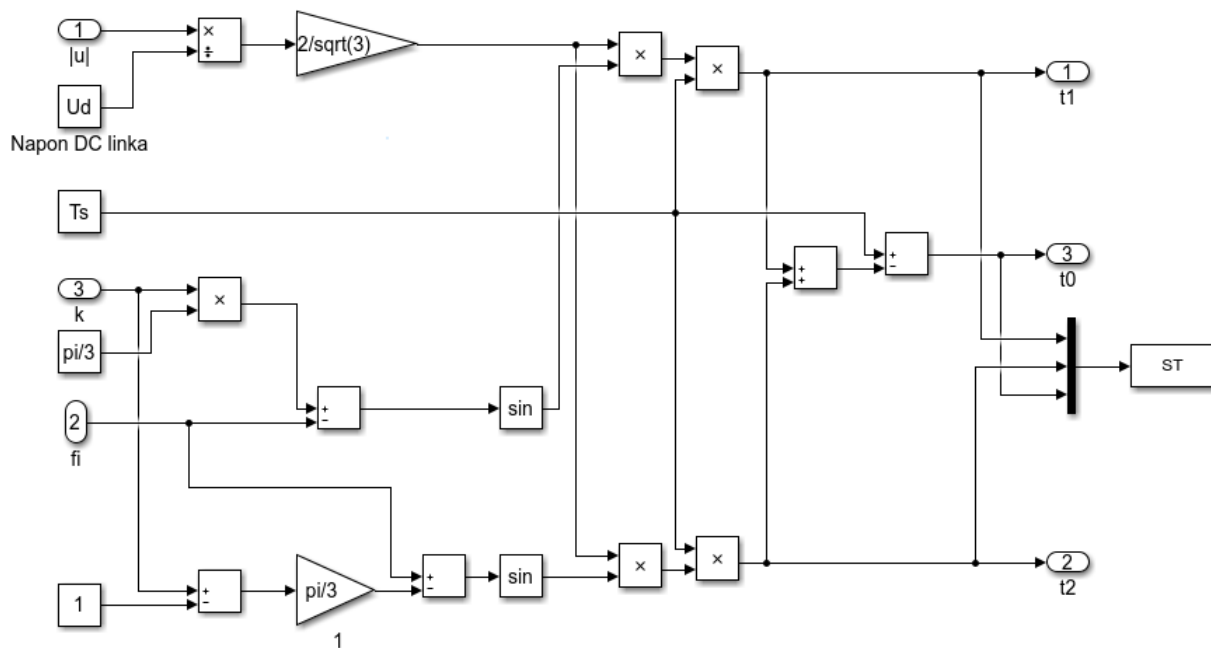 1
|u|
×
÷
2/sqrt(3)
×
×
1
t1
Ud
Napon DC linka
Ts
+
+
+
−
3
t0
3
k
×
pi/3
+
−
sin
ST
2
fi
1
+
−
pi/3
1
+
−
sin
×
×
2
t2